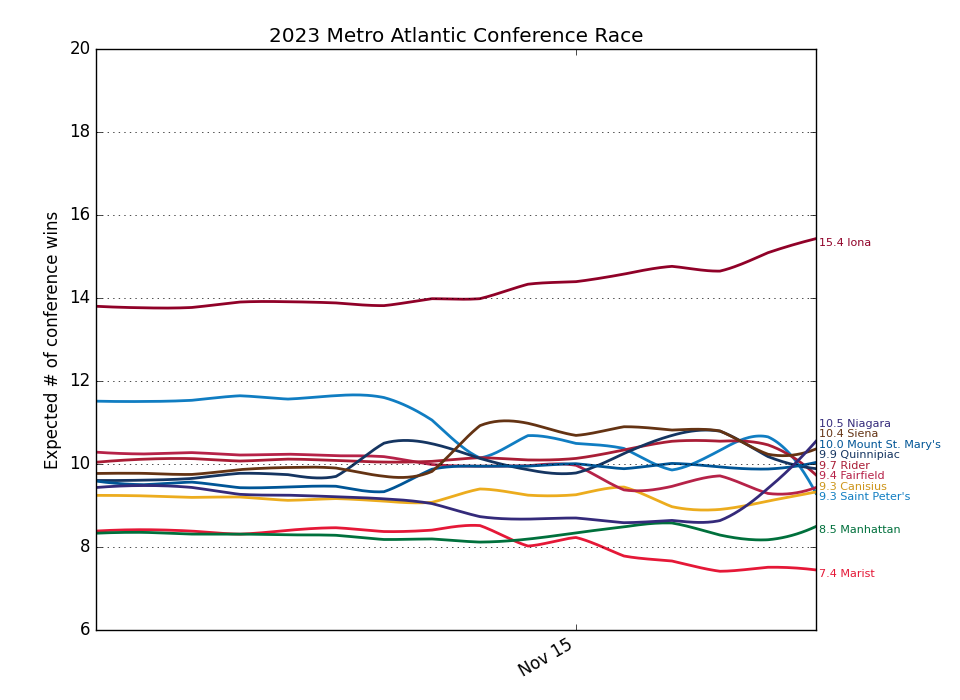 2023 Metro Atlantic Conference Race
Expected # of conference wins
20
18
16
14
12
10
8
6
Nov 15
15.4 Iona
10.5 Niagara
10.4 Siena
10.0 Mount St. Mary's
9.9 Quinnipiac
9.7 Rider
9.4 Fairfield
9.3 Canisius
9.3 Saint Peter's
8.5 Manhattan
7.4 Marist